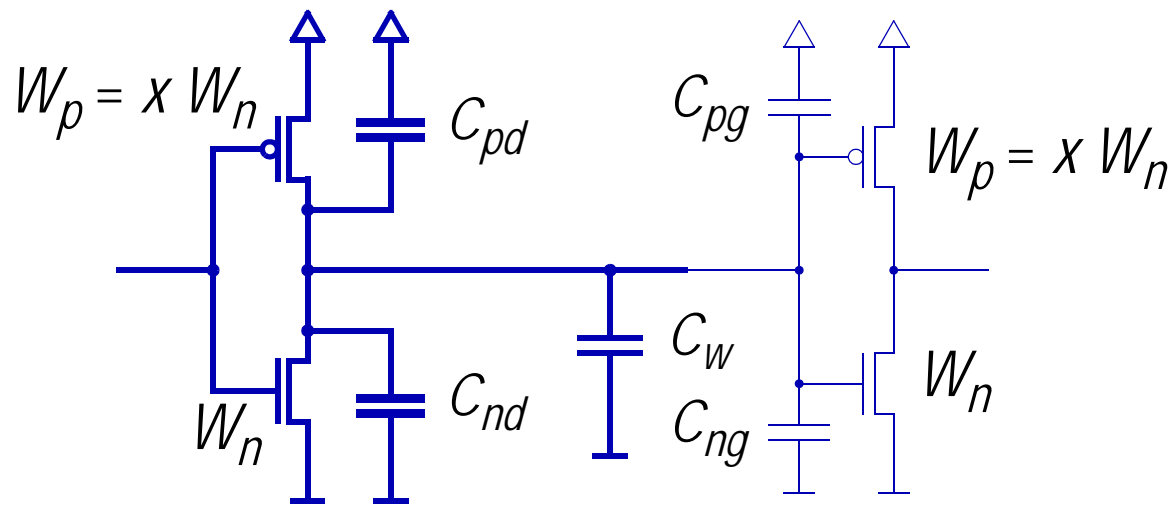 Wp = x Wn
Cpd
Cpg
Wp = x Wn
Cw
Cnd
Wn
Cng
Wn